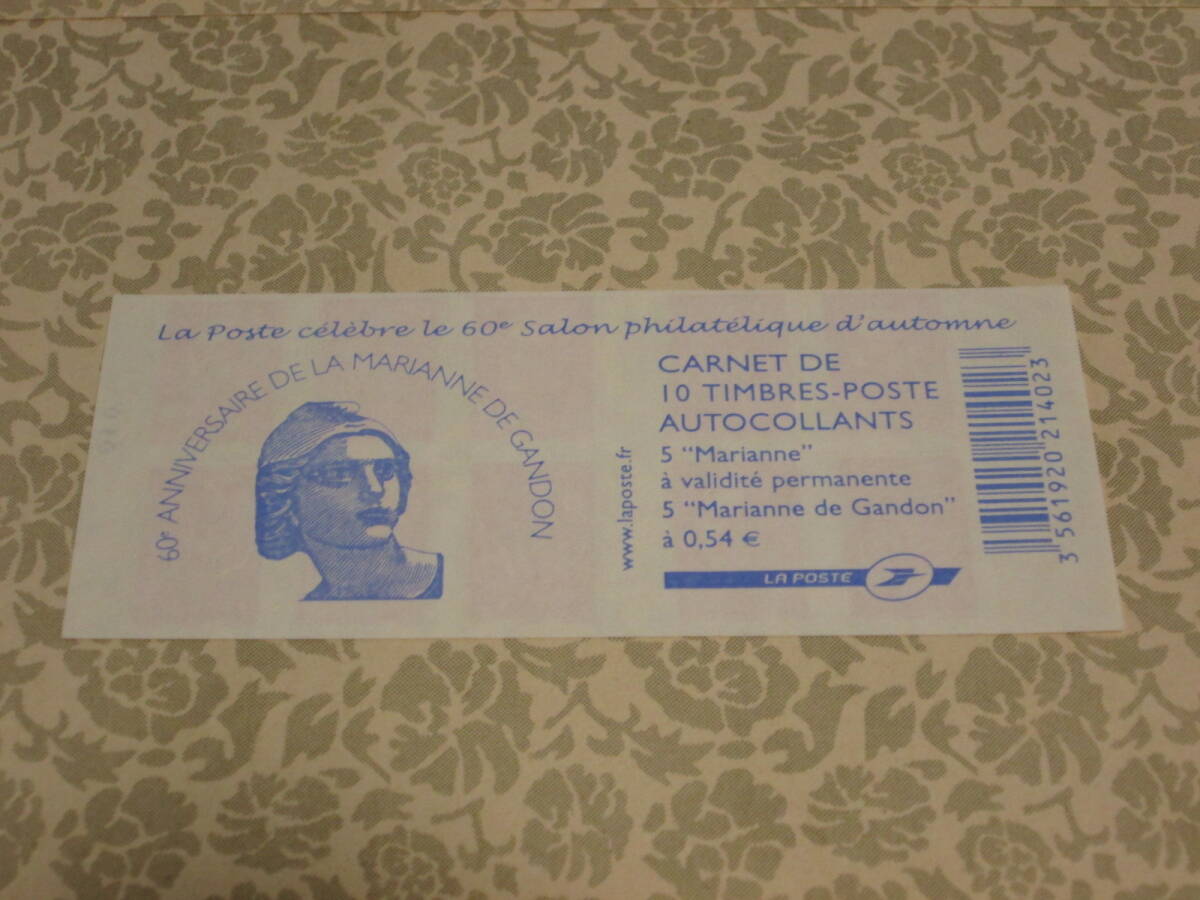 La Poste célèbre le 60e Salon philatélique d'automne
60e ANNIVERSAIRE DE LA MARIANNE DE GANDON
www.laposte.fr
CARNET DE
10 TIMBRES-POSTE
AUTOCOLLANTS
5 "Marianne"
à validité permanente
5 "Marianne de Gandon"
à 0,54 €
LA POSTE
3 561920 214023